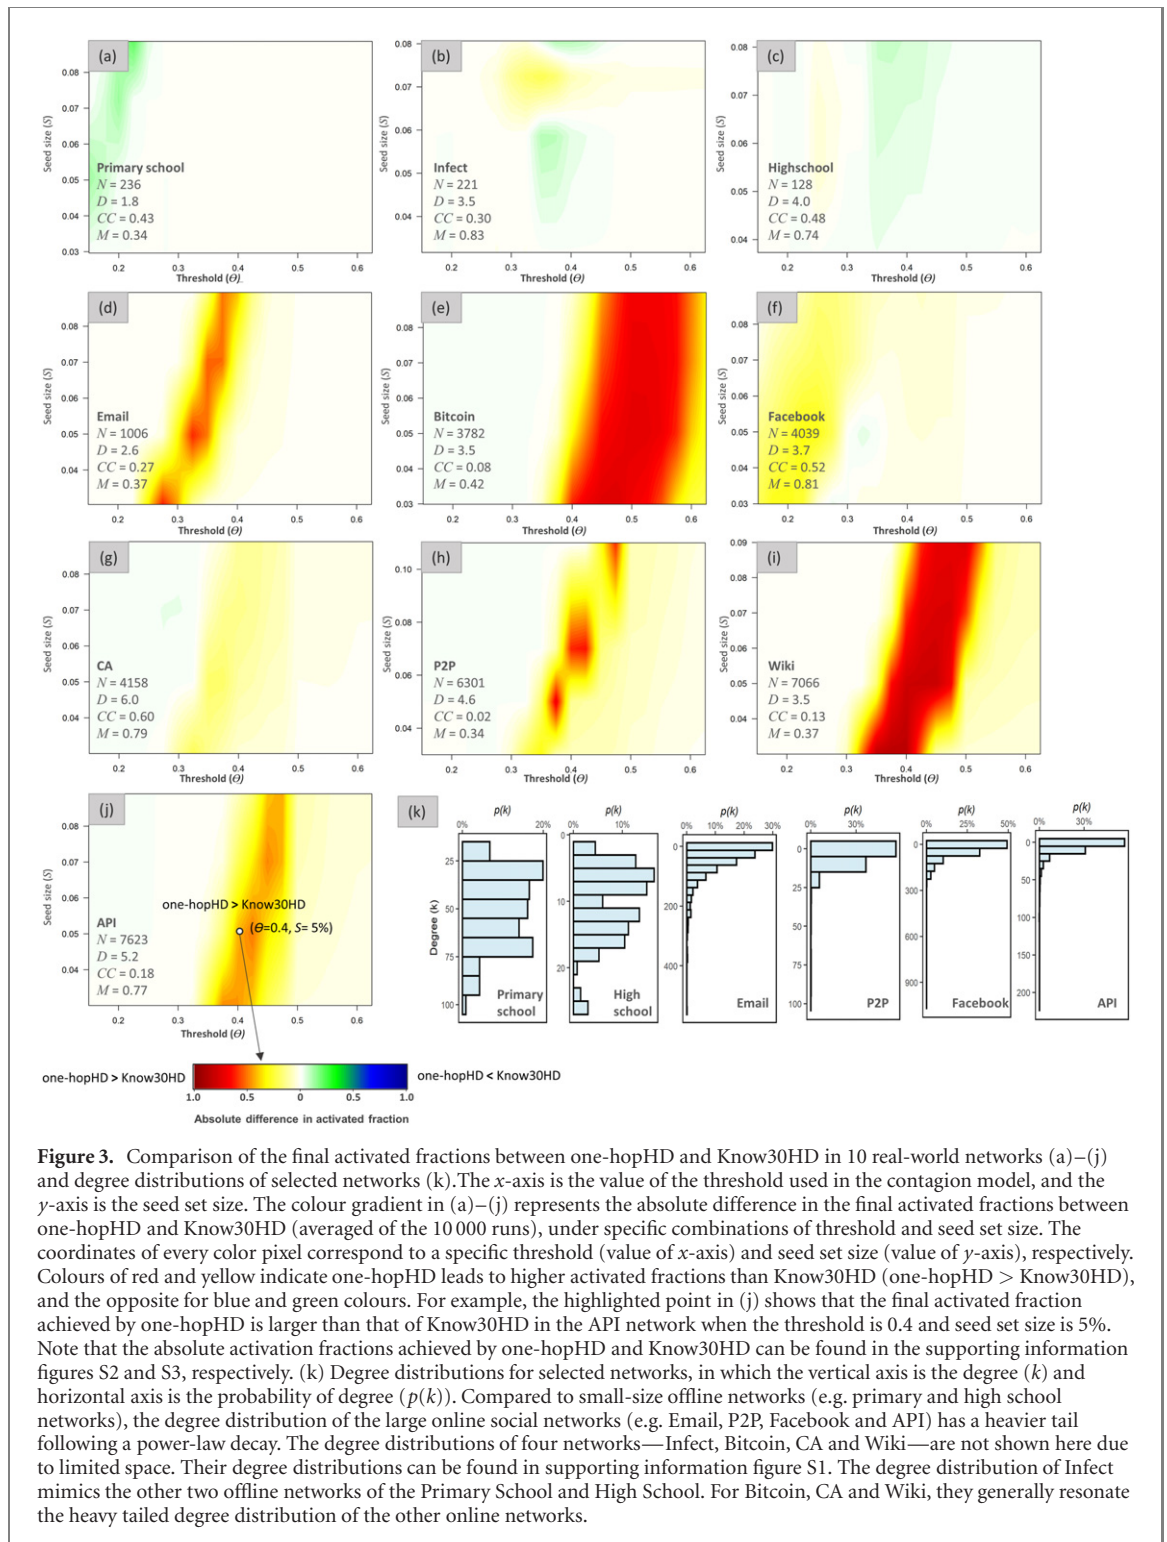 (a)
Seed size (S)
0.08
0.07
0.06
0.05
0.04
0.03
Primary school
N = 236
D = 1.8
CC = 0.43
M = 0.34
0.2 0.3 0.4 0.5 0.6
Threshold (Θ)
(b)
Seed size (S)
0.08
0.07
0.06
0.05
0.04
Infect
N = 221
D = 3.5
CC = 0.30
M = 0.83
0.2 0.3 0.4 0.5 0.6
Threshold (Θ)
(c)
Seed size (S)
0.08
0.07
0.06
0.05
0.04
Highschool
N = 128
D = 4.0
CC = 0.48
M = 0.74
0.2 0.3 0.4 0.5 0.6
Threshold (Θ)
(d)
Seed size (S)
0.08
0.07
0.06
0.05
0.04
Email
N = 1006
D = 2.6
CC = 0.27
M = 0.37
0.2 0.3 0.4 0.5 0.6
Threshold (Θ)
(e)
Seed size (S)
0.08
0.07
0.06
0.05
0.04
0.03
Bitcoin
N = 3782
D = 3.5
CC = 0.08
M = 0.42
0.2 0.3 0.4 0.5 0.6
Threshold (Θ)
(f)
Seed size (S)
0.08
0.07
0.06
0.05
0.04
0.03
Facebook
N = 4039
D = 3.7
CC = 0.52
M = 0.81
0.2 0.3 0.4 0.5 0.6
Threshold (Θ)
(g)
Seed size (S)
0.08
0.07
0.06
0.05
0.04
CA
N = 4158
D = 6.0
CC = 0.60
M = 0.79
0.2 0.3 0.4 0.5 0.6
Threshold (Θ)
(h)
Seed size (S)
0.10
0.08
0.06
0.04
P2P
N = 6301
D = 4.6
CC = 0.02
M = 0.34
0.2 0.3 0.4 0.5 0.6
Threshold (Θ)
(i)
Seed size (S)
0.09
0.08
0.07
0.06
0.05
0.04
Wiki
N = 7066
D = 3.5
CC = 0.13
M = 0.37
0.2 0.3 0.4 0.5 0.6
Threshold (Θ)
(j)
Seed size (S)
0.08
0.06
0.05
0.04
one-hopHD > Know30HD
(Θ=0.4, S= 5%)
API
N = 7623
D = 5.2
CC = 0.18
M = 0.77
0.2 0.3 0.4 0.5 0.6
Threshold (Θ)
(k)
p(k)
0% 20%
Degree (k)
25
50
75
100
Primary
school
p(k)
0% 10%
0
10
20
High
school
p(k)
0% 10% 20% 30%
0
200
400
Email
p(k)
0% 30%
0
25
50
75
100
P2P
p(k)
0% 25% 50%
0
300
600
900
Facebook
p(k)
0% 30%
0
50
100
150
200
API
one-hopHD > Know30HD
one-hopHD < Know30HD
1.0 0.5 0 0.5 1.0
Absolute difference in activated fraction
Figure 3. Comparison of the final activated fractions between one-hopHD and Know30HD in 10 real-world networks (a)–(j)
and degree distributions of selected networks (k).The x-axis is the value of the threshold used in the contagion model, and the
y-axis is the seed set size. The colour gradient in (a)–(j) represents the absolute difference in the final activated fractions between
one-hopHD and Know30HD (averaged of the 10 000 runs), under specific combinations of threshold and seed set size. The
coordinates of every color pixel correspond to a specific threshold (value of x-axis) and seed set size (value of y-axis), respectively.
Colours of red and yellow indicate one-hopHD leads to higher activated fractions than Know30HD (one-hopHD > Know30HD),
and the opposite for blue and green colours. For example, the highlighted point in (j) shows that the final activated fraction
achieved by one-hopHD is larger than that of Know30HD in the API network when the threshold is 0.4 and seed set size is 5%.
Note that the absolute activation fractions achieved by one-hopHD and Know30HD can be found in the supporting information
figures S2 and S3, respectively. (k) Degree distributions for selected networks, in which the vertical axis is the degree (k) and
horizontal axis is the probability of degree (p(k)). Compared to small-size offline networks (e.g. primary and high school
networks), the degree distribution of the large online social networks (e.g. Email, P2P, Facebook and API) has a heavier tail
following a power-law decay. The degree distributions of four networks—Infect, Bitcoin, CA and Wiki—are not shown here due
to limited space. Their degree distributions can be found in supporting information figure S1. The degree distribution of Infect
mimics the other two offline networks of the Primary School and High School. For Bitcoin, CA and Wiki, they generally resonate
the heavy tailed degree distribution of the other online networks.